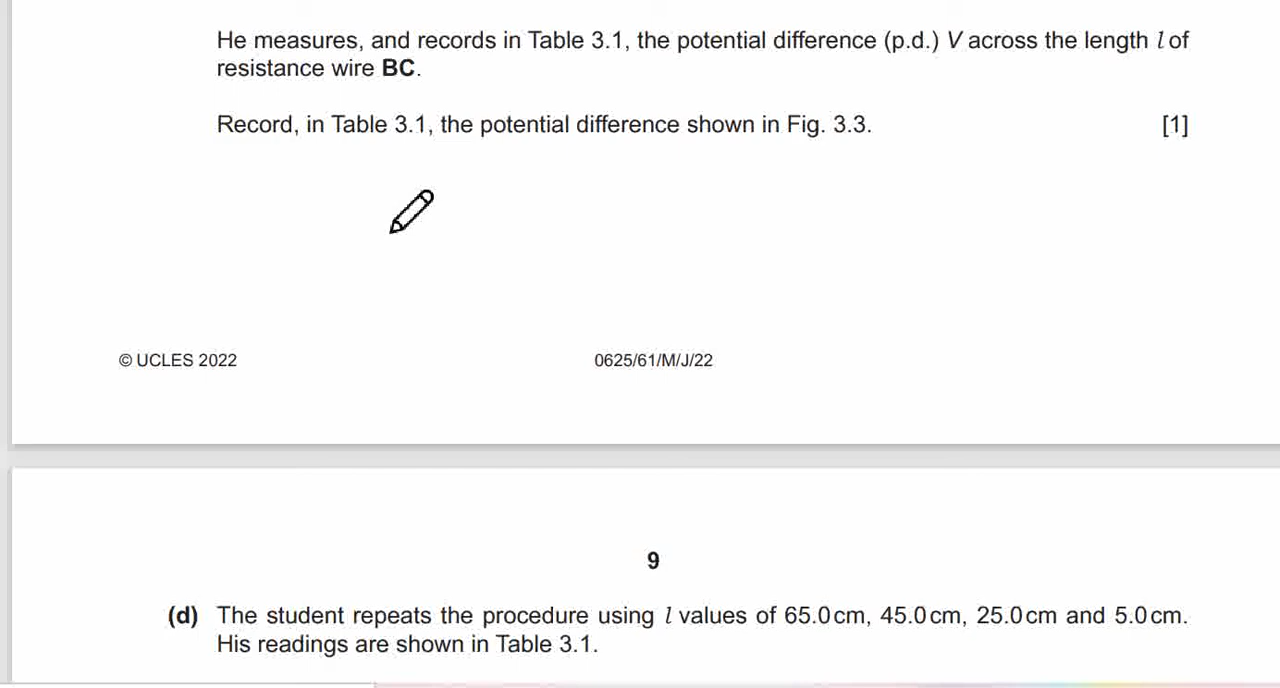 He measures, and records in Table 3.1, the potential difference (p.d.) V across the length l of
resistance wire BC.
Record, in Table 3.1, the potential difference shown in Fig. 3.3. [1]
© UCLES 2022 0625/61/M/J/22
9
(d) The student repeats the procedure using l values of 65.0 cm, 45.0 cm, 25.0 cm and 5.0 cm.
His readings are shown in Table 3.1.